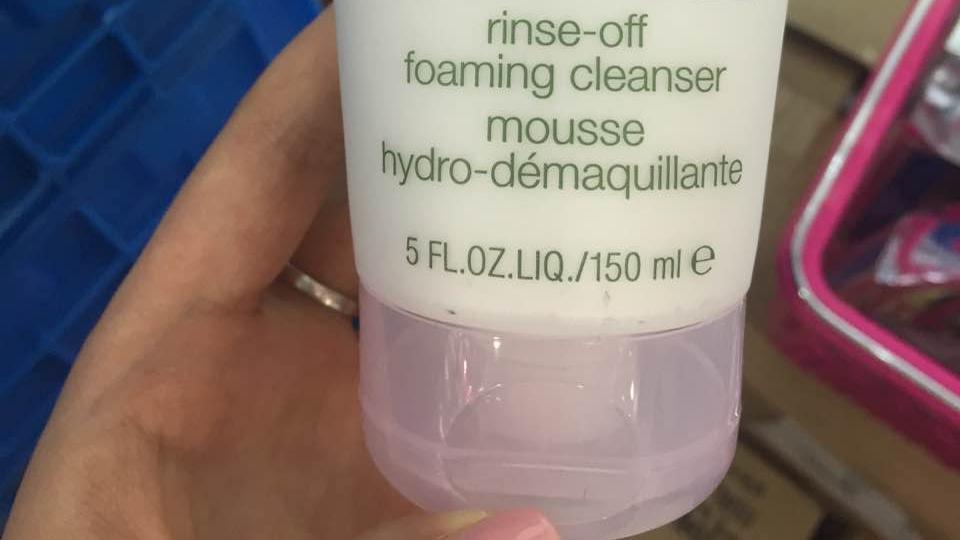 rinse-off
foaming cleanser
mousse
hydro-démaquillante
5 FL.OZ.LIQ./150 ml ℮